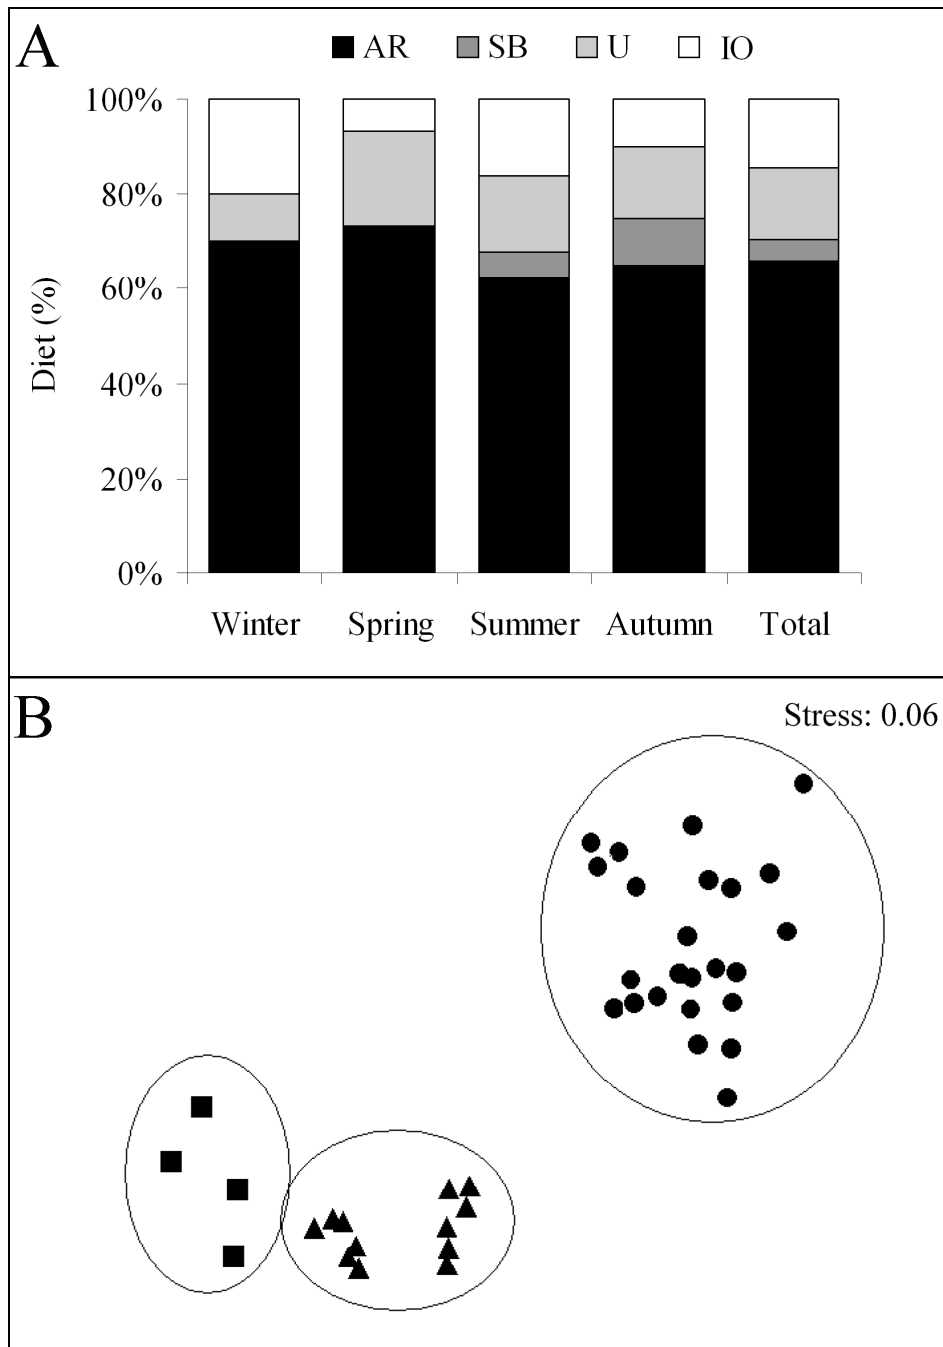 A
AR SB U IO
100%
80%
60%
40%
20%
0%
Diet (%)
Winter Spring Summer Autumn Total
B
Stress: 0.06